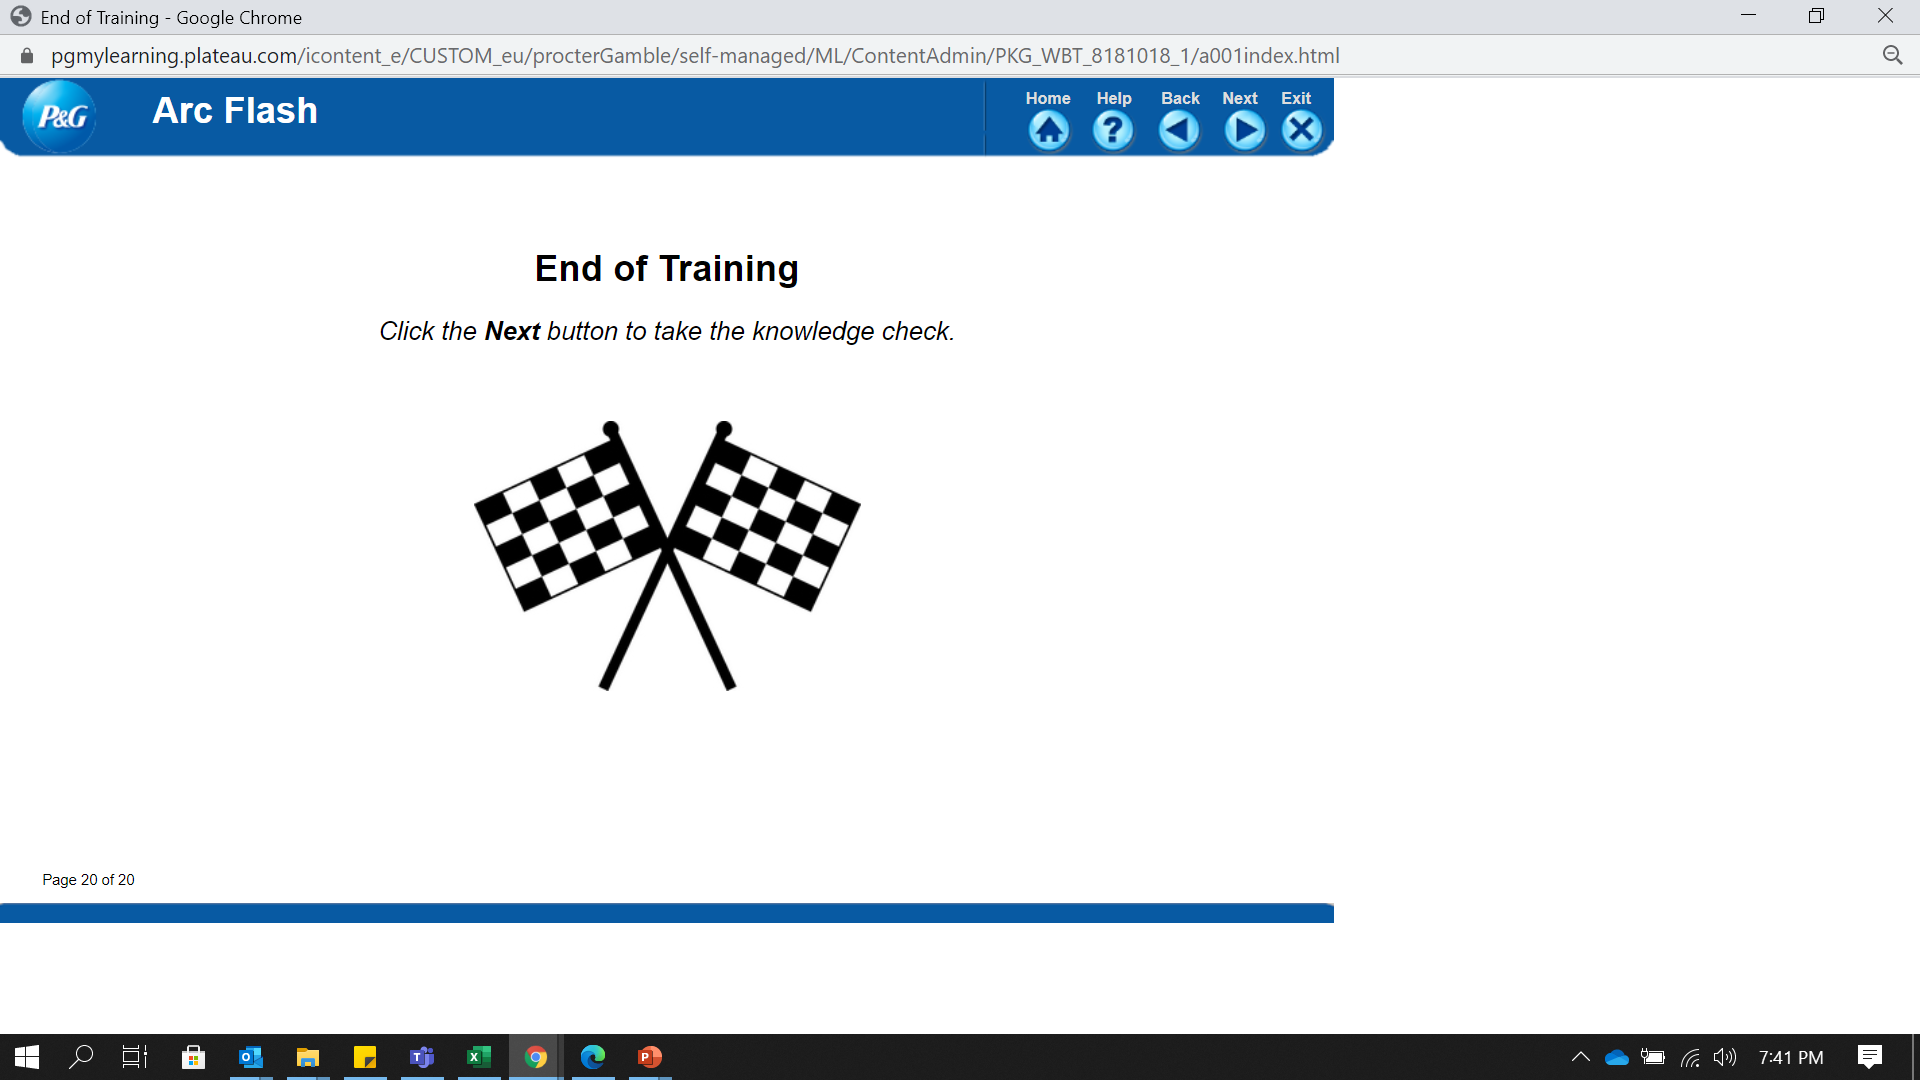 End of Training - Google Chrome
pgmylearning.plateau.com/icontent_e/CUSTOM_eu/procterGamble/self-managed/ML/ContentAdmin/PKG_WBT_8181018_1/a001index.html
P&G
Arc Flash
Home Help Back Next Exit
End of Training
Click the Next button to take the knowledge check.
Page 20 of 20
7:41 PM